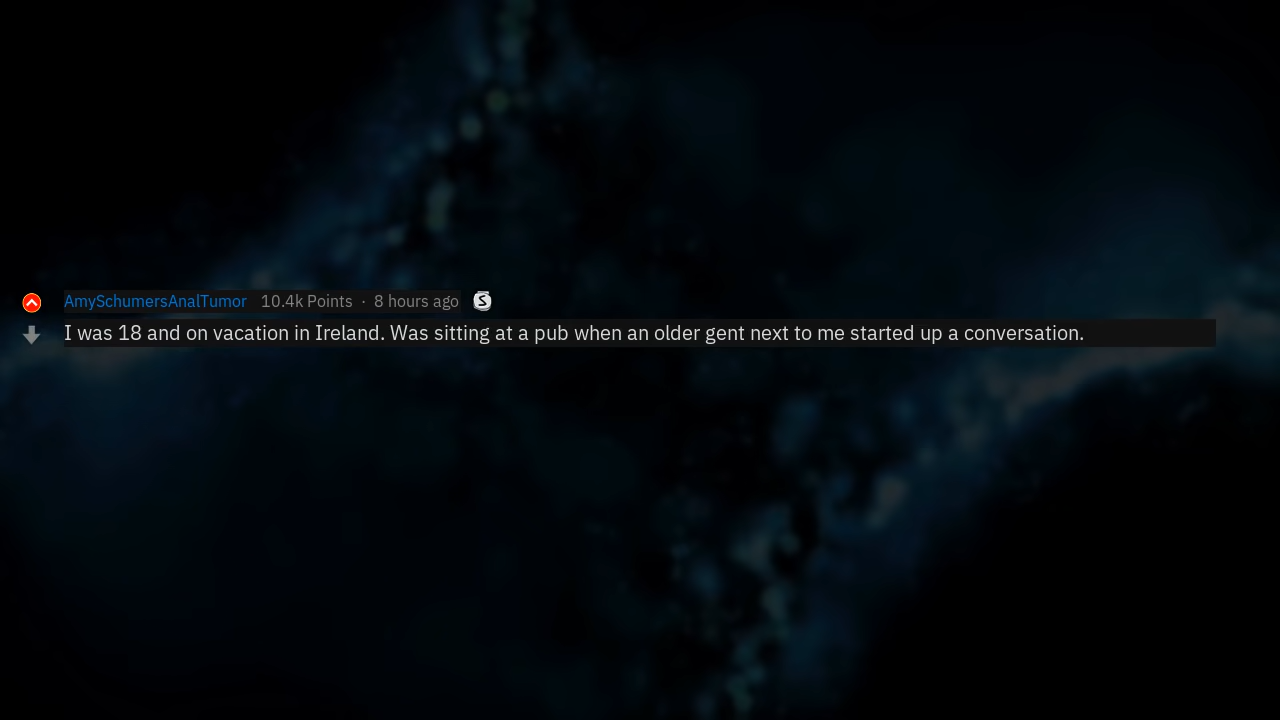 AmySchumersAnalTumor 10.4k Points · 8 hours ago
I was 18 and on vacation in Ireland. Was sitting at a pub when an older gent next to me started up a conversation.